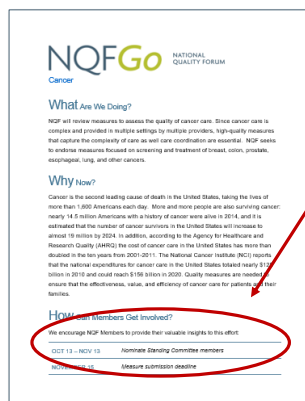 NQFGo NATIONAL
QUALITY FORUM
Cancer
What Are We Doing?
NQF will review measures to assess the quality of cancer care. Since cancer care is
complex and provided in multiple settings by multiple providers, high-quality measures
that capture the complexity of care as well care coordination are essential. NQF seeks
to endorse measures focused on screening and treatment of breast, colon, prostate,
esophageal, lung, and other cancers.
Why Now?
Cancer is the second leading cause of death in the United States, taking the lives of
more than 1,600 Americans each day. More and more people are also surviving cancer:
nearly 14.5 million Americans with a history of cancer were alive in 2014, and it is
estimated that the number of cancer survivors in the United States will increase to
almost 19 million by 2024. In addition, according to the Agency for Healthcare and
Research Quality (AHRQ) the cost of cancer care in the United States has more than
doubled in the ten years from 2001-2011. The National Cancer Institute (NCI) reports
that the national expenditures for cancer care in the United States totaled nearly
billion in 2010 and could reach $156 billion in 2020. Quality measures are needed to
ensure that the effectiveness, value, and efficiency of cancer care for patients and their
families.
How Can Members Get Involved?
We encourage NQF Members to provide their valuable insights to this effort:
OCT 13 – NOV 13 Nominate Standing Committee members
Measure submission deadline